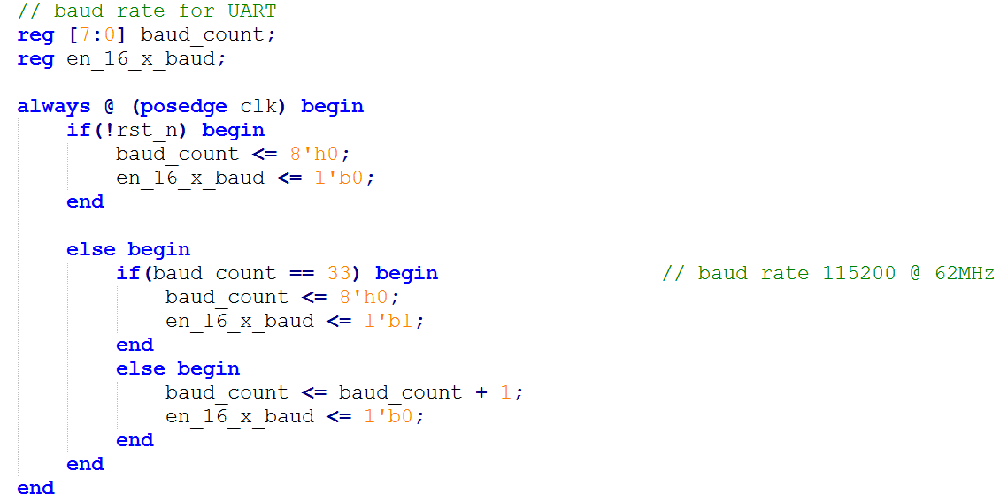 // baud rate for UART
reg [7:0] baud_count;
reg en_16_x_baud;
always @ (posedge clk) begin
if(!rst_n) begin
baud_count <= 8'h0;
en_16_x_baud <= 1'b0;
end
else begin
if(baud_count == 33) begin // baud rate 115200 @ 62MHz
baud_count <= 8'h0;
en_16_x_baud <= 1'b1;
end
else begin
baud_count <= baud_count + 1;
en_16_x_baud <= 1'b0;
end
end
end